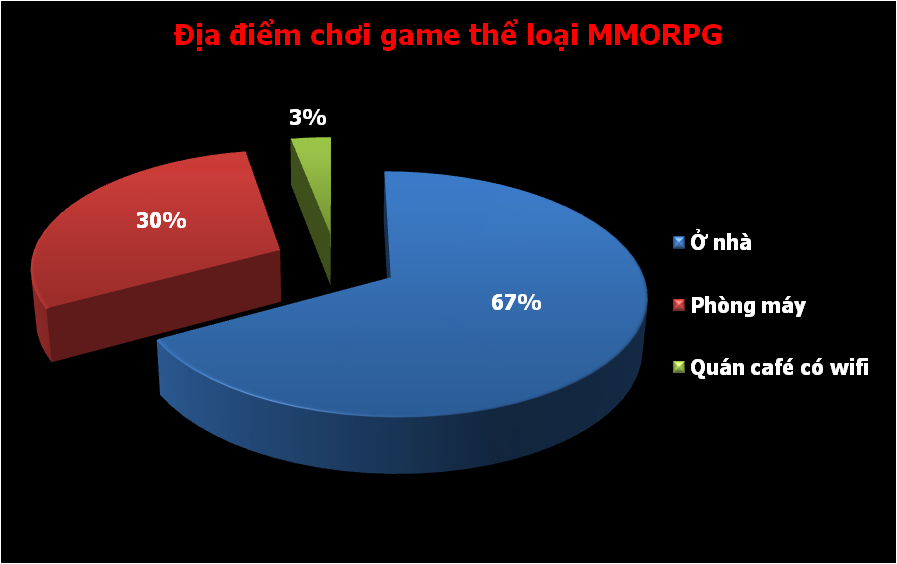 Địa điểm chơi game thể loại MMORPG
3%
30%
67%
Ở nhà
Phòng máy
Quán café có wifi